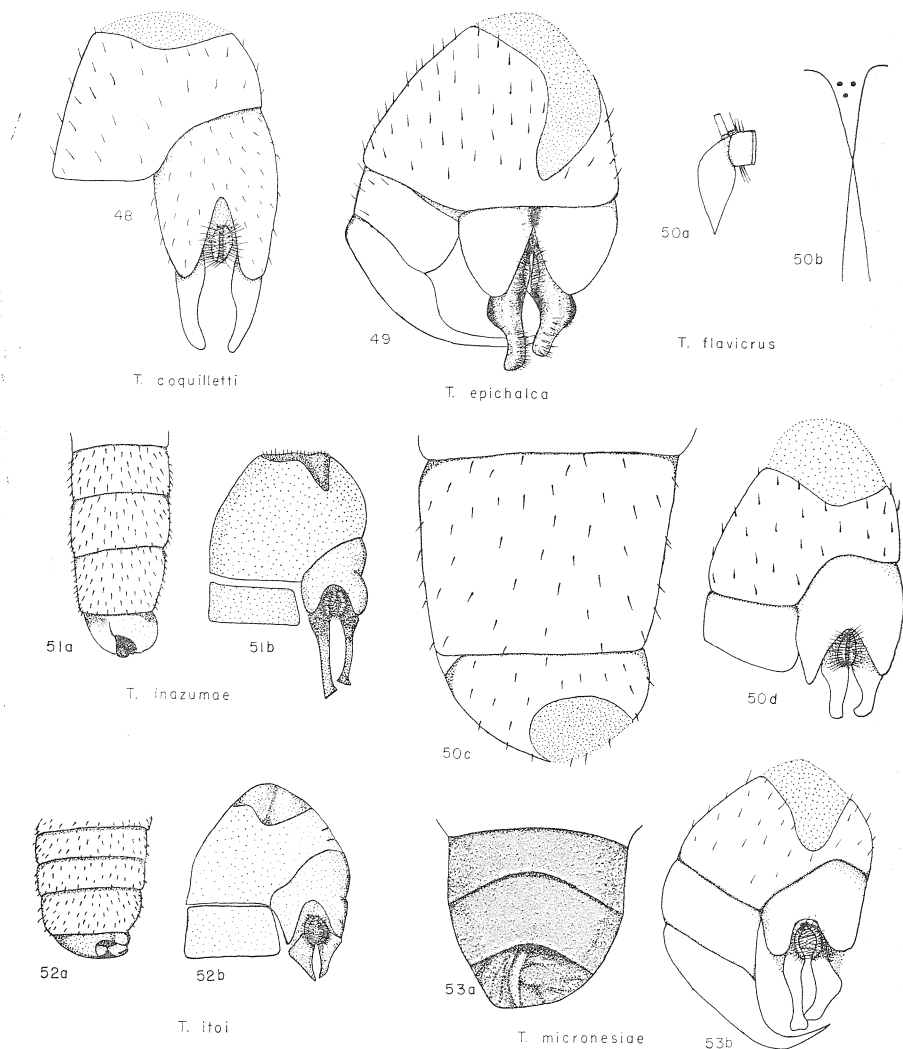 48
49
50a
50b
T. flavicrus
T. coquilletti
T. epichalca
51a
51b
T. inazumae
50c
50d
52a
52b
53a
53b
T. itoi
T. micronesiae